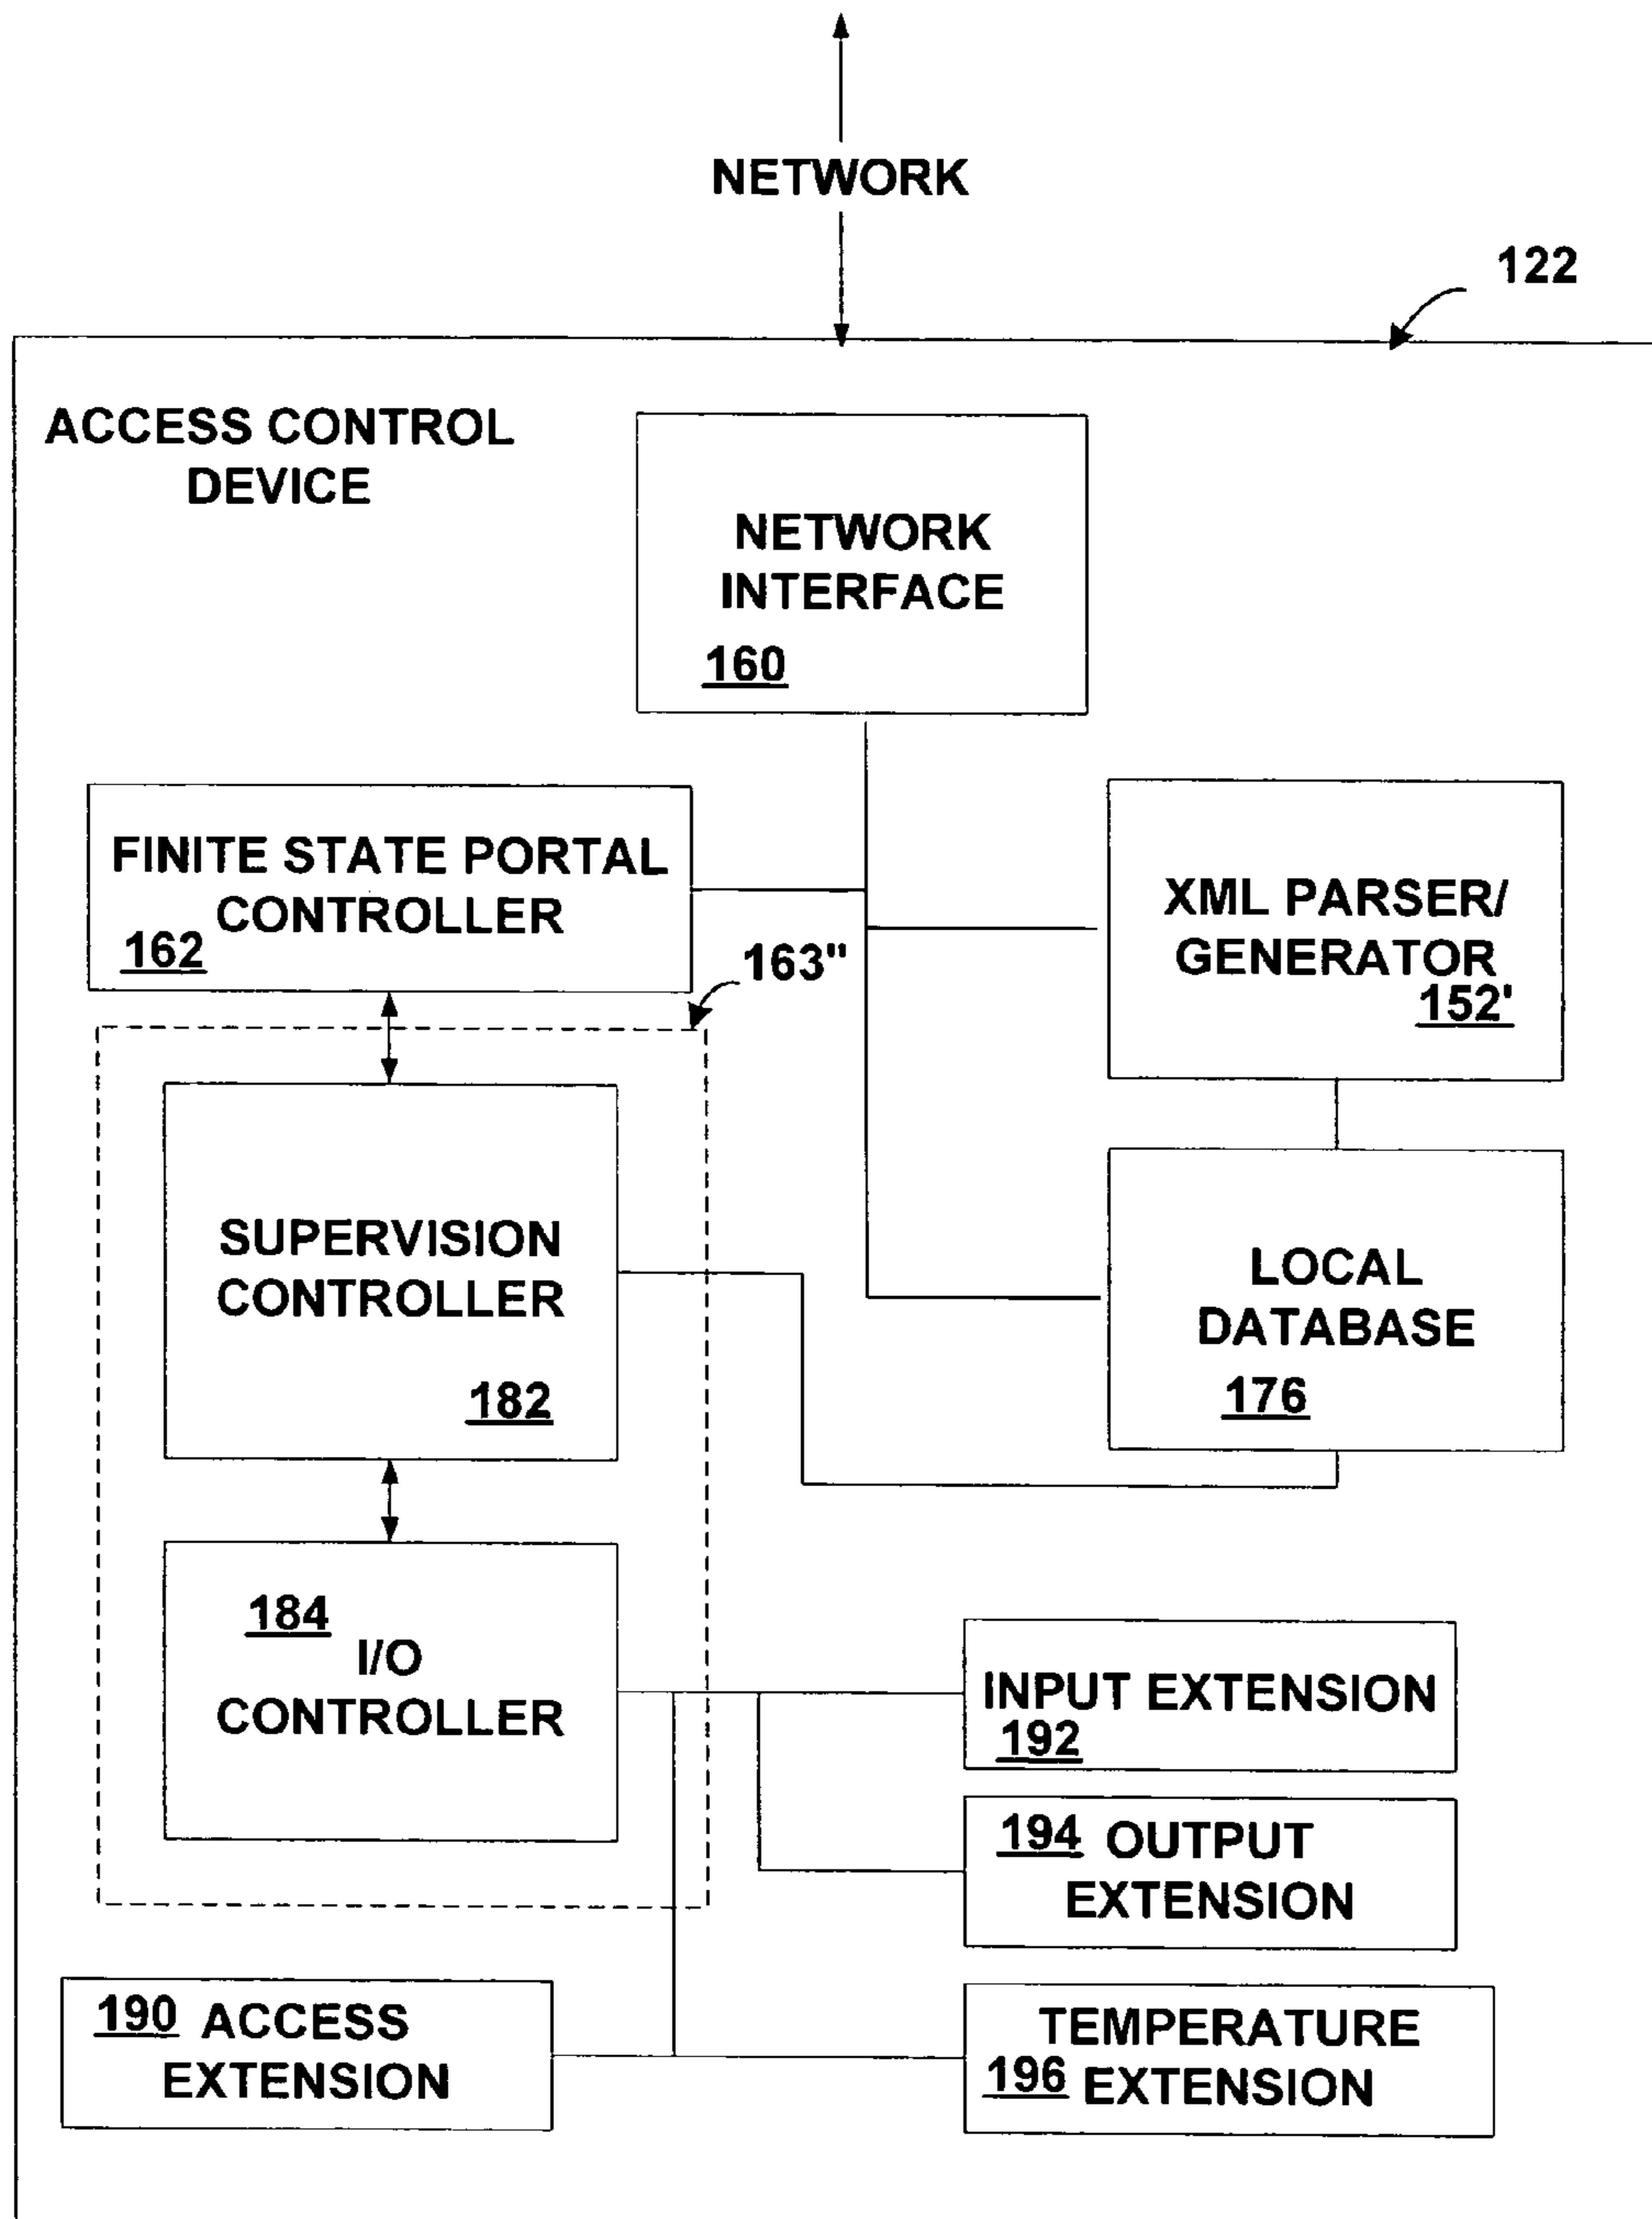 NETWORK
122
ACCESS CONTROL
DEVICE
NETWORK
INTERFACE
160
FINITE STATE PORTAL
CONTROLLER
162
XML PARSER/
GENERATOR
152'
163"
SUPERVISION
CONTROLLER
182
LOCAL
DATABASE
176
184
I/O
CONTROLLER
INPUT EXTENSION
192
194 OUTPUT
EXTENSION
190 ACCESS
EXTENSION
TEMPERATURE
196 EXTENSION